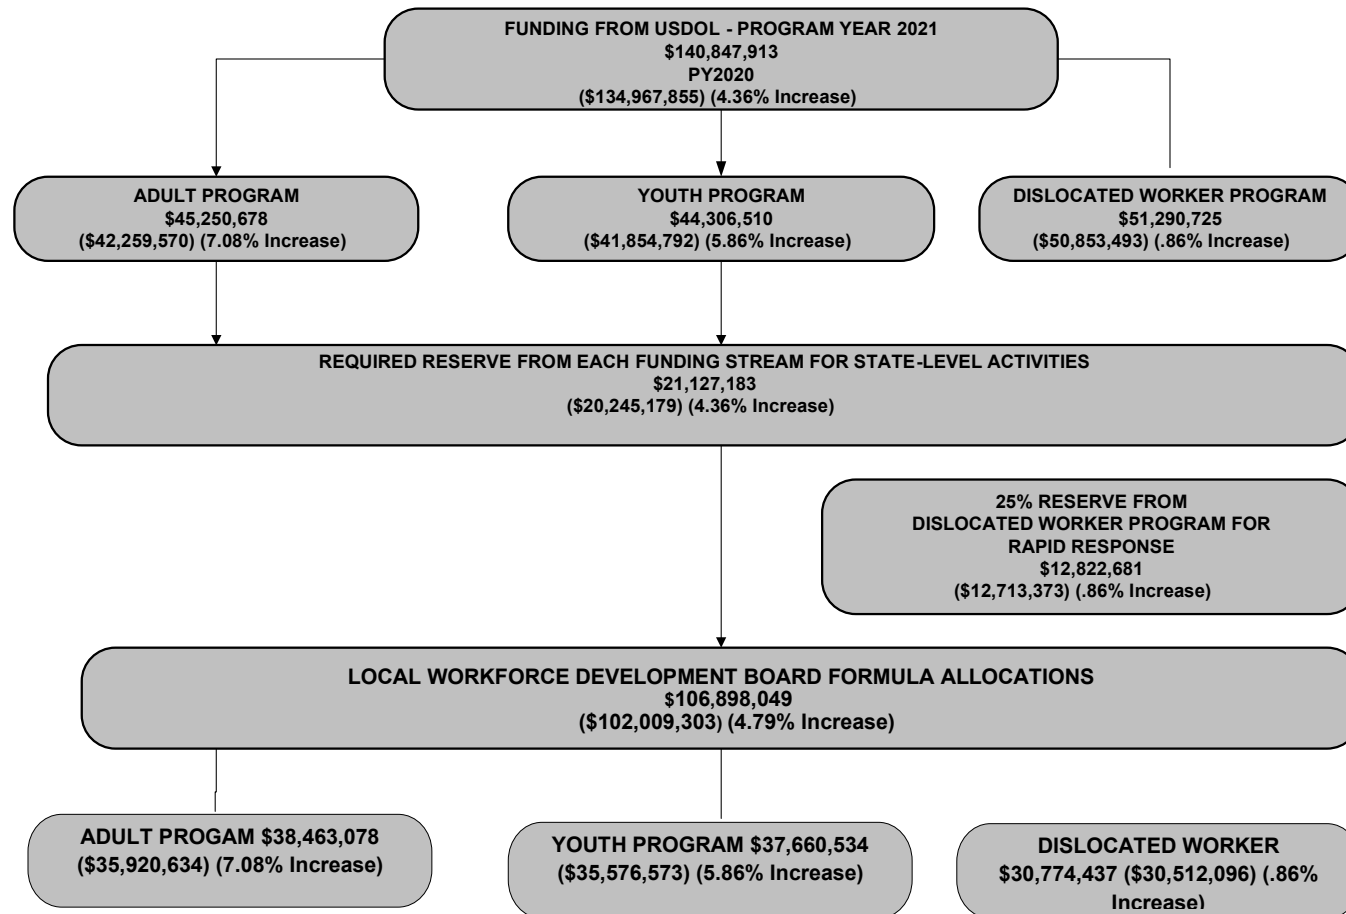 FUNDING FROM USDOL - PROGRAM YEAR 2021
$140,847,913
PY2020
($134,967,855) (4.36% Increase)
ADULT PROGRAM
$45,250,678
($42,259,570) (7.08% Increase)
YOUTH PROGRAM
$44,306,510
($41,854,792) (5.86% Increase)
DISLOCATED WORKER PROGRAM
$51,290,725
($50,853,493) (.86% Increase)
REQUIRED RESERVE FROM EACH FUNDING STREAM FOR STATE-LEVEL ACTIVITIES
$21,127,183
($20,245,179) (4.36% Increase)
25% RESERVE FROM
DISLOCATED WORKER PROGRAM FOR
RAPID RESPONSE
$12,822,681
($12,713,373) (.86% Increase)
LOCAL WORKFORCE DEVELOPMENT BOARD FORMULA ALLOCATIONS
$106,898,049
($102,009,303) (4.79% Increase)
ADULT PROGAM $38,463,078
($35,920,634) (7.08% Increase)
YOUTH PROGRAM $37,660,534
($35,576,573) (5.86% Increase)
DISLOCATED WORKER
$30,774,437 ($30,512,096) (.86%
Increase)